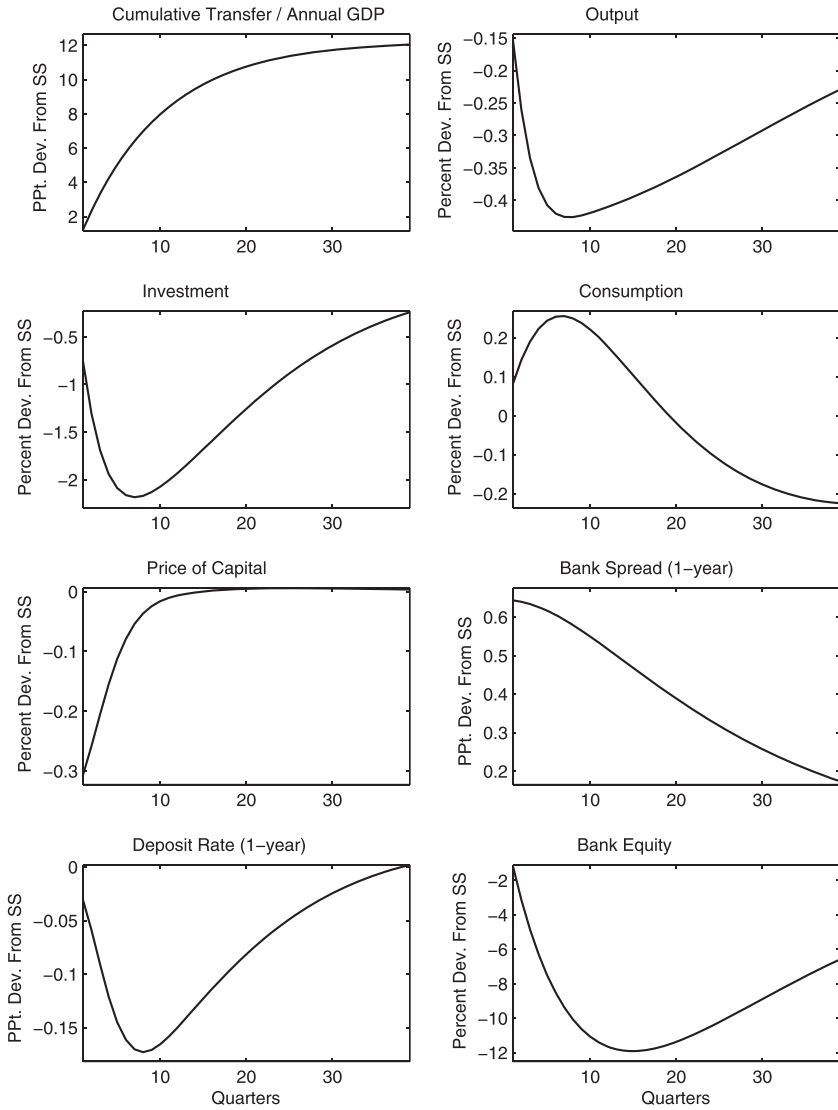 Cumulative Transfer / Annual GDP
PPt. Dev. From SS
12
10
8
6
4
2
10 20 30
Output
Percent Dev. From SS
−0.15
−0.2
−0.25
−0.3
−0.35
−0.4
10 20 30
Investment
Percent Dev. From SS
−0.5
−1
−1.5
−2
10 20 30
Consumption
Percent Dev. From SS
0.2
0.1
0
−0.1
−0.2
10 20 30
Price of Capital
Percent Dev. From SS
0
−0.1
−0.2
−0.3
10 20 30
Bank Spread (1−year)
PPt. Dev. From SS
0.6
0.5
0.4
0.3
0.2
10 20 30
Deposit Rate (1−year)
PPt. Dev. From SS
0
−0.05
−0.1
−0.15
10 20 30
Quarters
Bank Equity
Percent Dev. From SS
−2
−4
−6
−8
−10
−12
10 20 30
Quarters